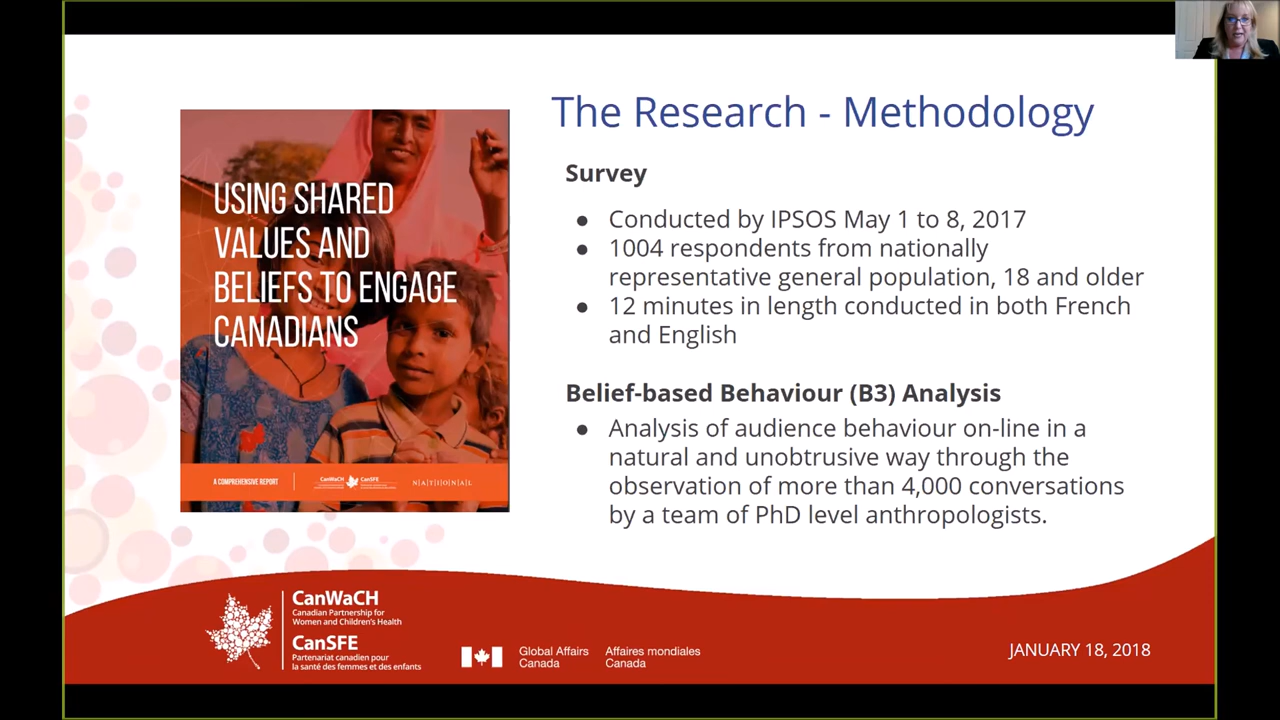 The Research - Methodology
USING SHARED
VALUES AND
BELIEFS TO ENGAGE
CANADIANS
A COMPREHENSIVE REPORT
CanWaCH
CanSFE
N|A|T|I|O|N|A|L
Survey
● Conducted by IPSOS May 1 to 8, 2017
● 1004 respondents from nationally
representative general population, 18 and older
● 12 minutes in length conducted in both French
and English
Belief-based Behaviour (B3) Analysis
● Analysis of audience behaviour on-line in a
natural and unobtrusive way through the
observation of more than 4,000 conversations
by a team of PhD level anthropologists.
CanWaCH
Canadian Partnership for
Women and Children's Health
CanSFE
Partenariat canadien pour
la santé des femmes et des enfants
Global Affairs
Canada
Affaires mondiales
Canada
JANUARY 18, 2018